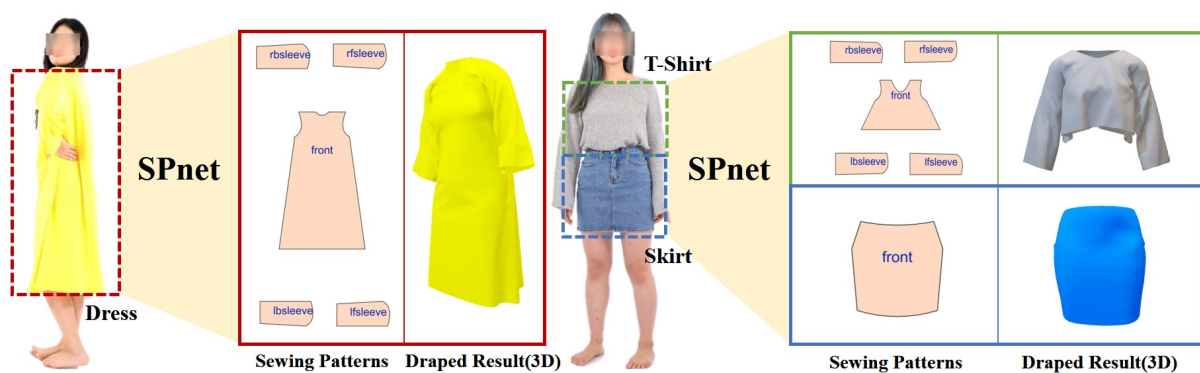 rbsleeve
rfsleeve
SPnet
front
lbsleeve
lfsleeve
Dress
Sewing Patterns
Draped Result(3D)
T-Shirt
Skirt
SPnet
rbsleeve
rfsleeve
front
lbsleeve
lfsleeve
front
Sewing Patterns
Draped Result(3D)